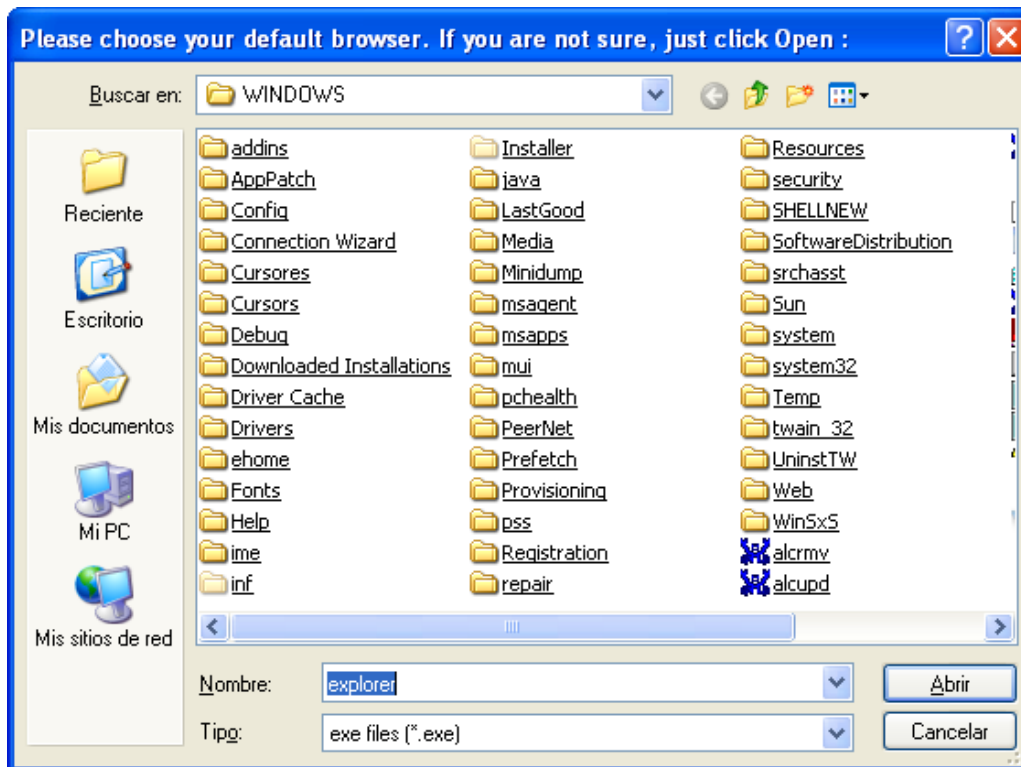 Please choose your default browser. If you are not sure, just click Open :
Buscar en: WINDOWS
Reciente
Escritorio
Mis documentos
Mi PC
Mis sitios de red
addins
AppPatch
Config
Connection Wizard
Cursores
Cursors
Debug
Downloaded Installations
Driver Cache
Drivers
ehome
Fonts
Help
ime
inf
Installer
java
LastGood
Media
Minidump
msagent
msapps
mui
pchealth
PeerNet
Prefetch
Provisioning
pss
Registration
repair
Resources
security
SHELLNEW
SoftwareDistribution
srchasst
Sun
system
system32
Temp
twain_32
UninstTW
Web
WinSxS
alcrmv
alcupd
Nombre: explorer Abrir
Tipo: exe files (*.exe) Cancelar